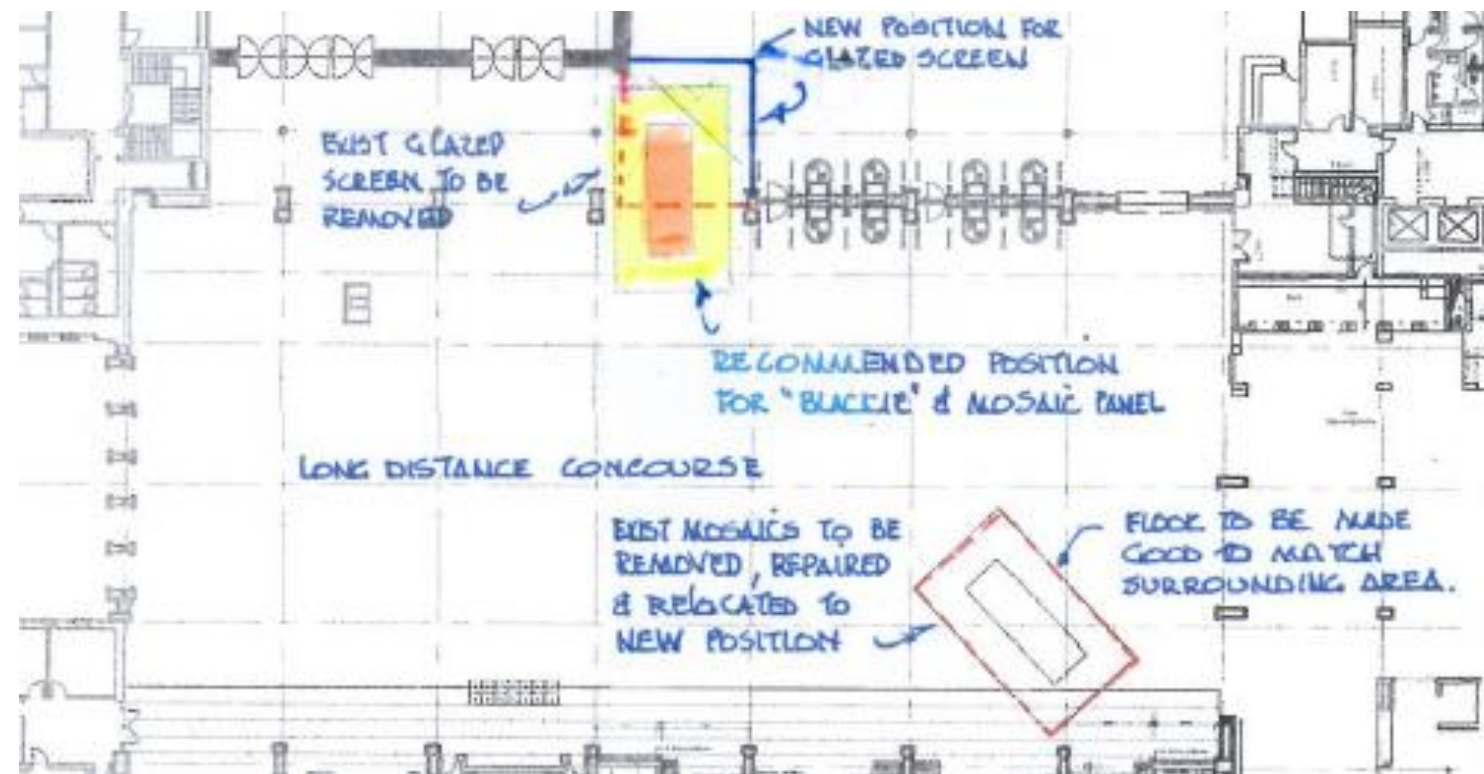 NEW POSITION FOR
GLAZED SCREEN
EXIST GLAZED
SCREEN TO BE
REMOVED
RECOMMENDED POSITION
FOR "BLACKIE" & MOSAIC PANEL
LONG DISTANCE CONCOURSE
EXIST MOSAICS TO BE
REMOVED, REPAIRED
& RELOCATED TO
NEW POSITION
FLOOR TO BE MADE
GOOD TO MATCH
SURROUNDING AREA.